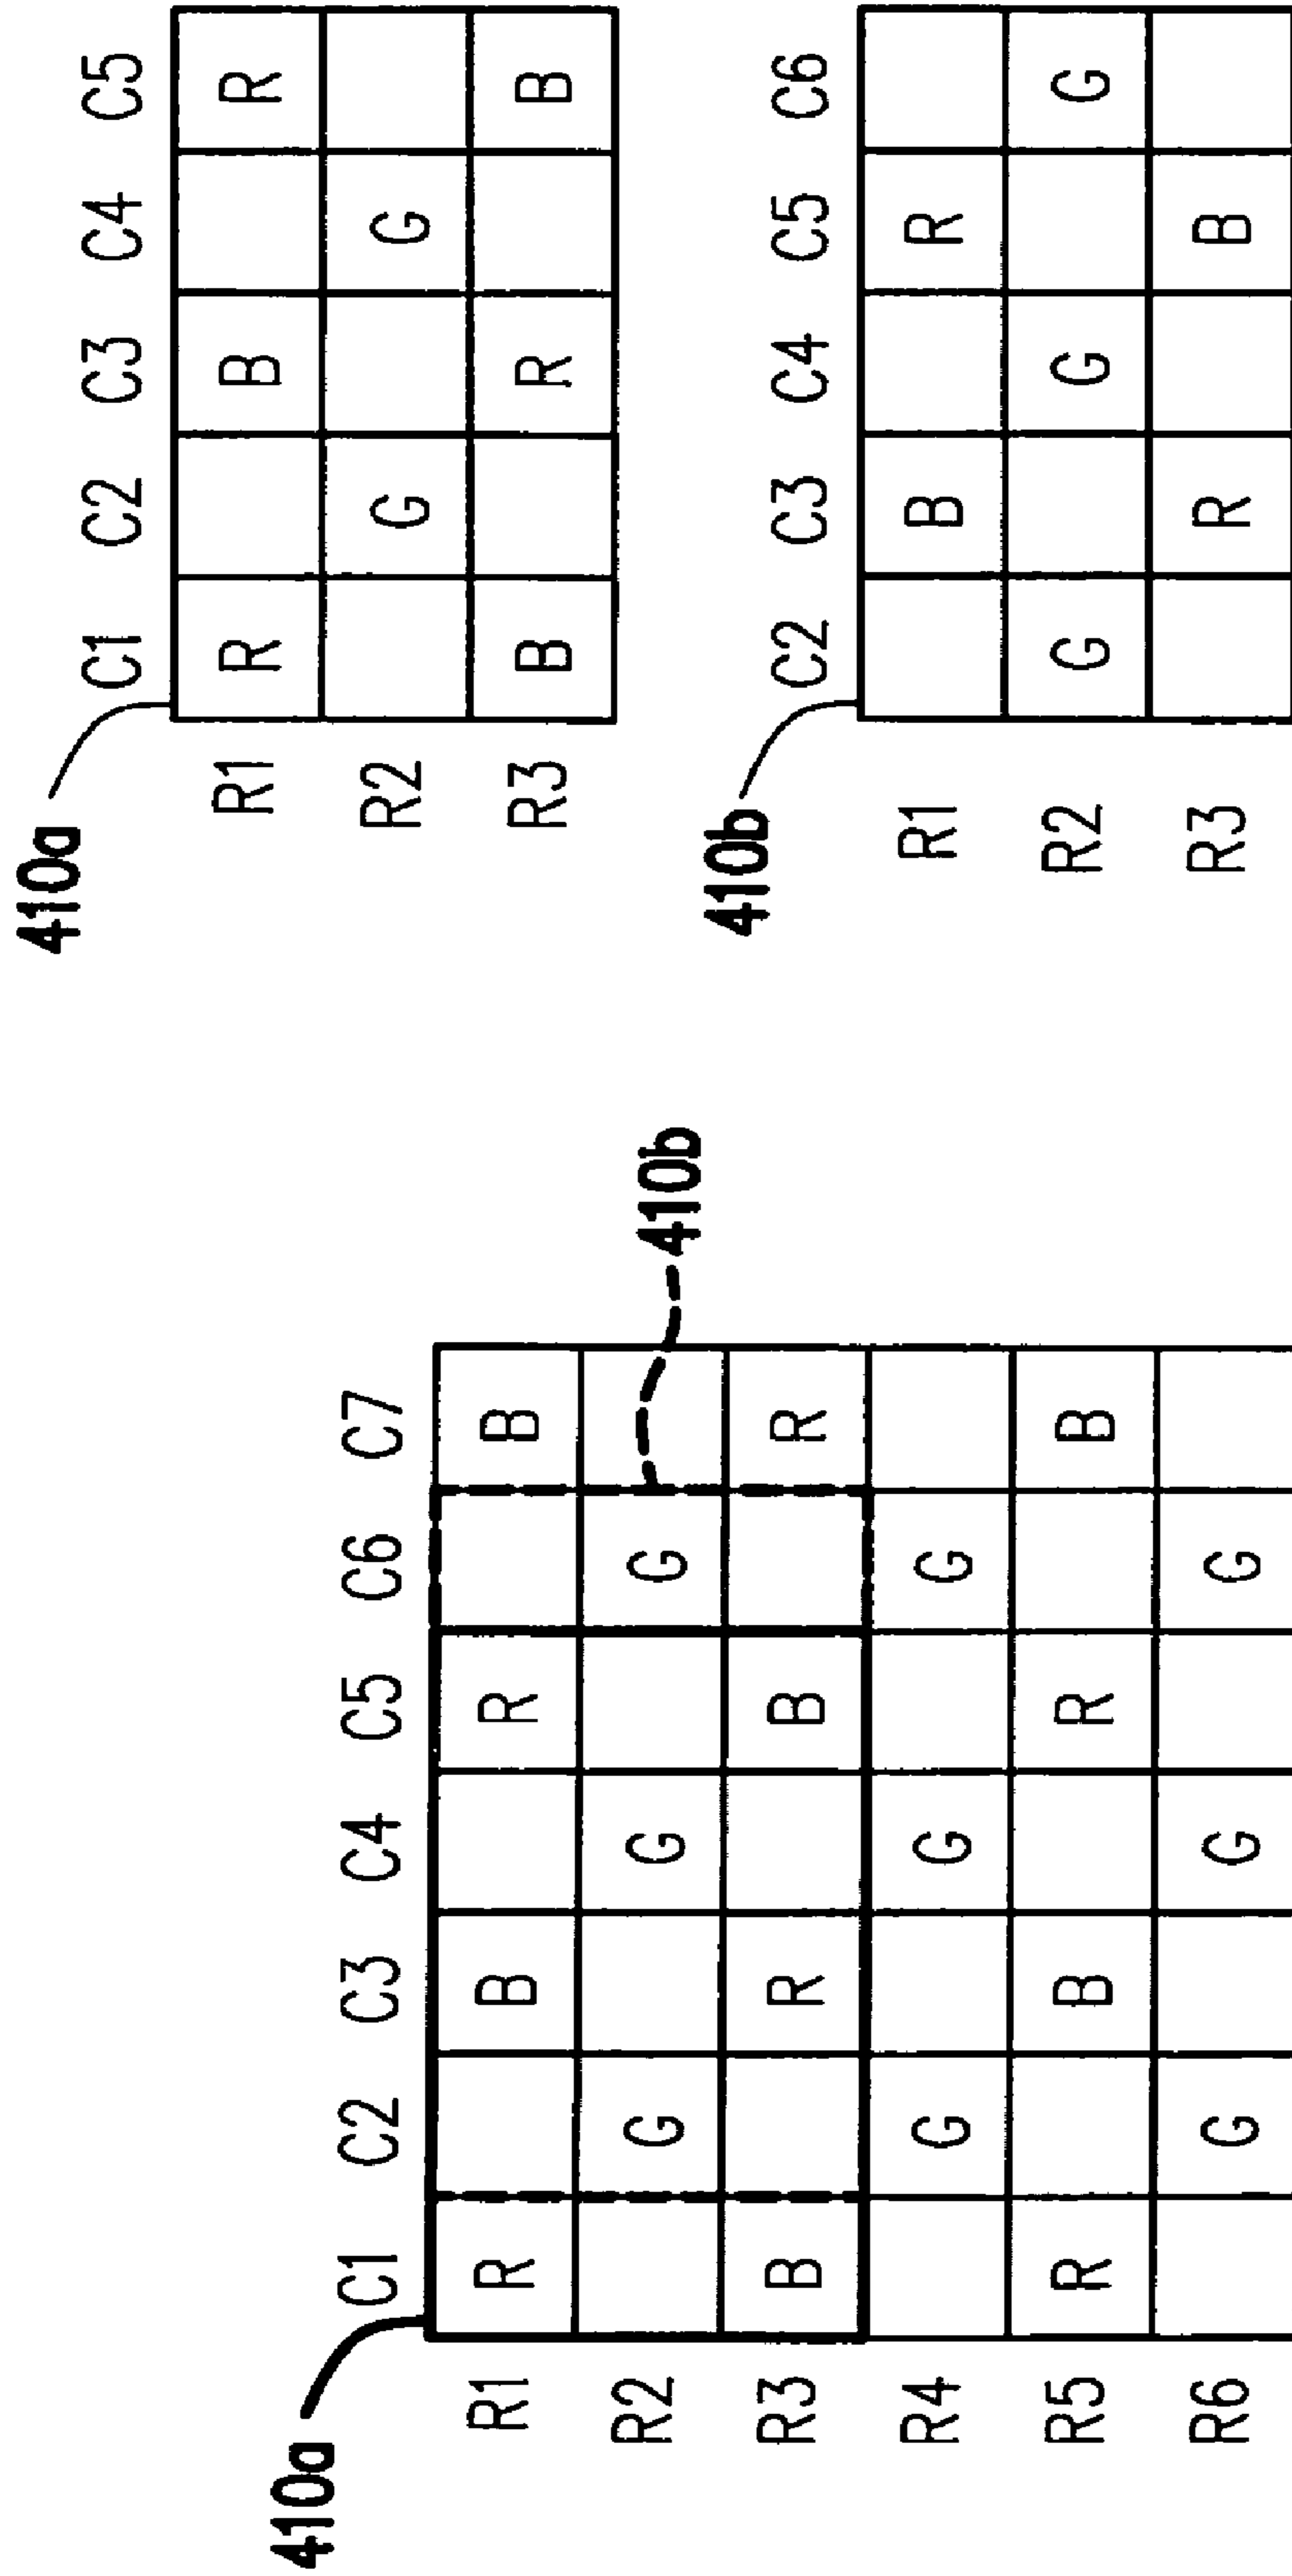 410a
C1 C2 C3 C4 C5 C6 C7
R1 R B R B
R2 G G G
410b
R3 B R B R
R4 G G G
R5 R B R B
R6 G G G
410a
C1 C2 C3 C4 C5
R1 R B R
R2 G G
R3 B R B
410b
C2 C3 C4 C5 C6
R1 B R
R2 G G G
R3 R B